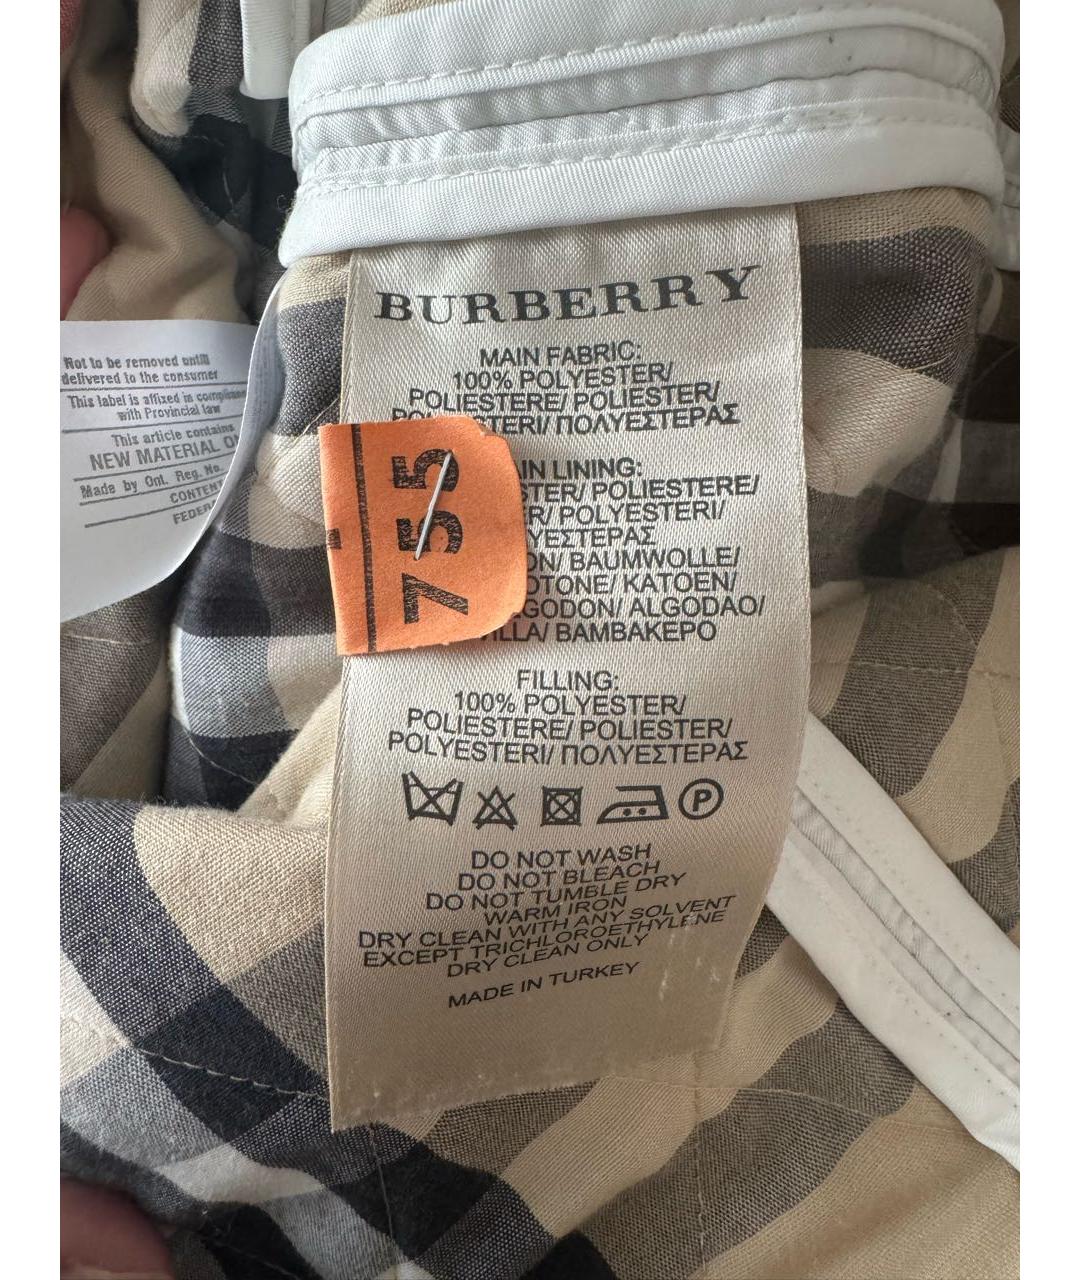 BURBERRY
MAIN FABRIC:
100% POLYESTER/
POLIESTERE/ POLIESTER/
POLYESTERI/ ΠΟΛΥΕΣΤΕΡΑΣ
IN LINING:
STER/ POLIESTERE/
R/ POLYESTERI/
ΥΕΣΤΕΡΑΣ
ON/ BAUMWOLLE/
OTONE/ KATOEN/
LGODON/ ALGODAO/
ILLA/ ΒΑΜΒΑΚΕΡΟ
FILLING:
100% POLYESTER/
POLIESTERE/ POLIESTER/
POLYESTERI/ ΠΟΛΥΕΣΤΕΡΑΣ
P
DO NOT WASH
DO NOT BLEACH
DO NOT TUMBLE DRY
WARM IRON
DRY CLEAN WITH ANY SOLVENT
EXCEPT TRICHLOROETHYLENE
DRY CLEAN ONLY
MADE IN TURKEY
755
Not to be removed until
delivered to the consumer
This label is affixed in compliance
with Provincial law
This article contains
NEW MATERIAL ON
Made by Ont. Reg. No.
CONTENT
FEDER